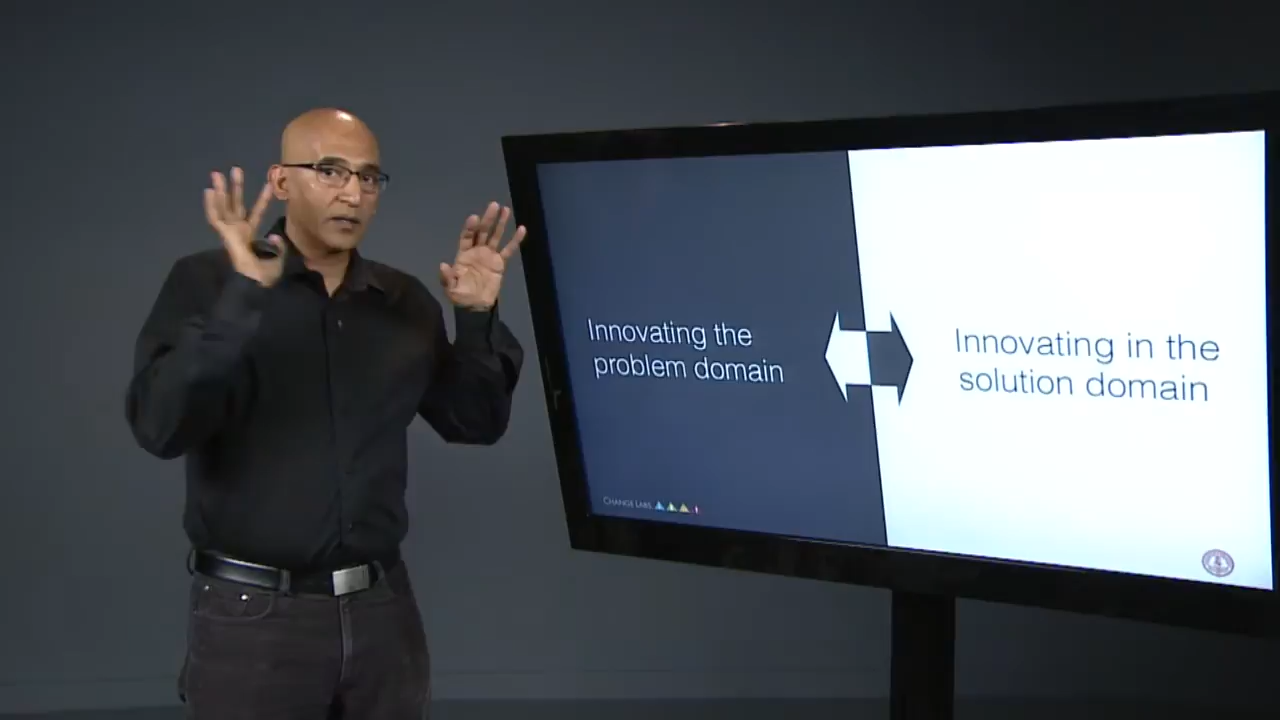 Innovating the
problem domain
Innovating in the
solution domain
CHANGE LABS